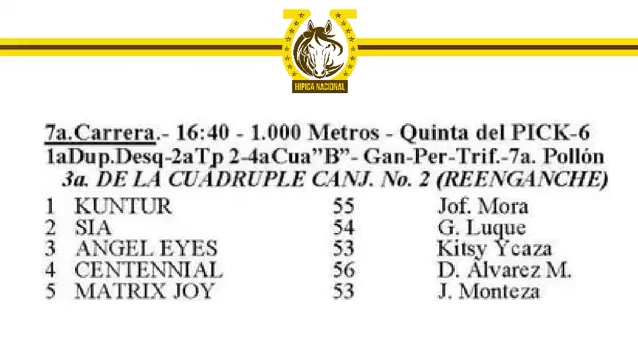 HIPICA NACIONAL
7a.Carrera.- 16:40 - 1.000 Metros - Quinta del PICK-6
1aDup.Desq-2aTp 2-4aCua”B”- Gan-Per-Trif.-7a. Pollón
3a. DE LA CUÁDRUPLE CANJ. No. 2 (REENGANCHE)
1 KUNTUR 55 Jof. Mora
2 SIA 54 G. Luque
3 ANGEL EYES 53 Kitsy Ycaza
4 CENTENNIAL 56 D. Álvarez M.
5 MATRIX JOY 53 J. Monteza